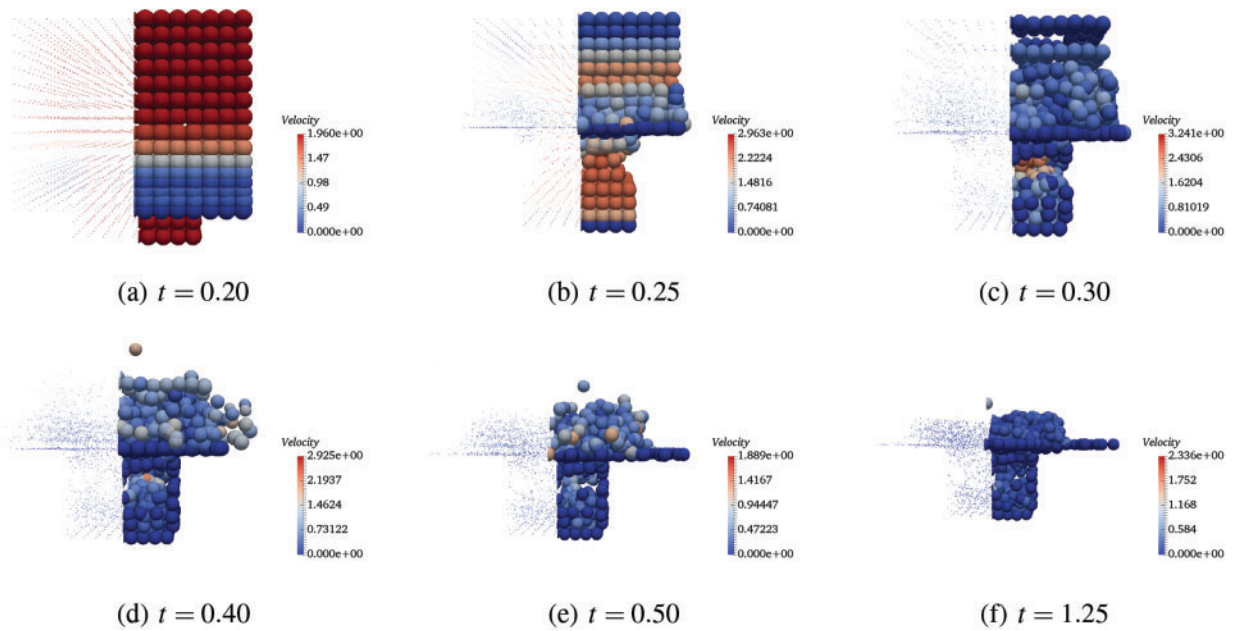 Velocity
1.960e+00
1.47
0.98
0.49
0.000e+00
(a) t = 0.20
Velocity
2.963e+00
2.2224
1.4816
0.74081
0.000e+00
(b) t = 0.25
Velocity
3.241e+00
2.4306
1.6204
0.81019
0.000e+00
(c) t = 0.30
Velocity
2.925e+00
2.1937
1.4624
0.73122
0.000e+00
(d) t = 0.40
Velocity
1.889e+00
1.4167
0.94447
0.47223
0.000e+00
(e) t = 0.50
Velocity
2.336e+00
1.752
1.168
0.584
0.000e+00
(f) t = 1.25